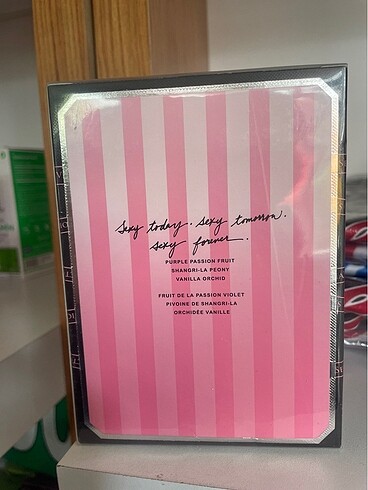 Sexy today. Sexy tomorrow.
Sexy forever.
PURPLE PASSION FRUIT
SHANGRI-LA PEONY
VANILLA ORCHID
FRUIT DE LA PASSION VIOLET
PIVOINE DE SHANGRI-LA
ORCHIDÉE VANILLE